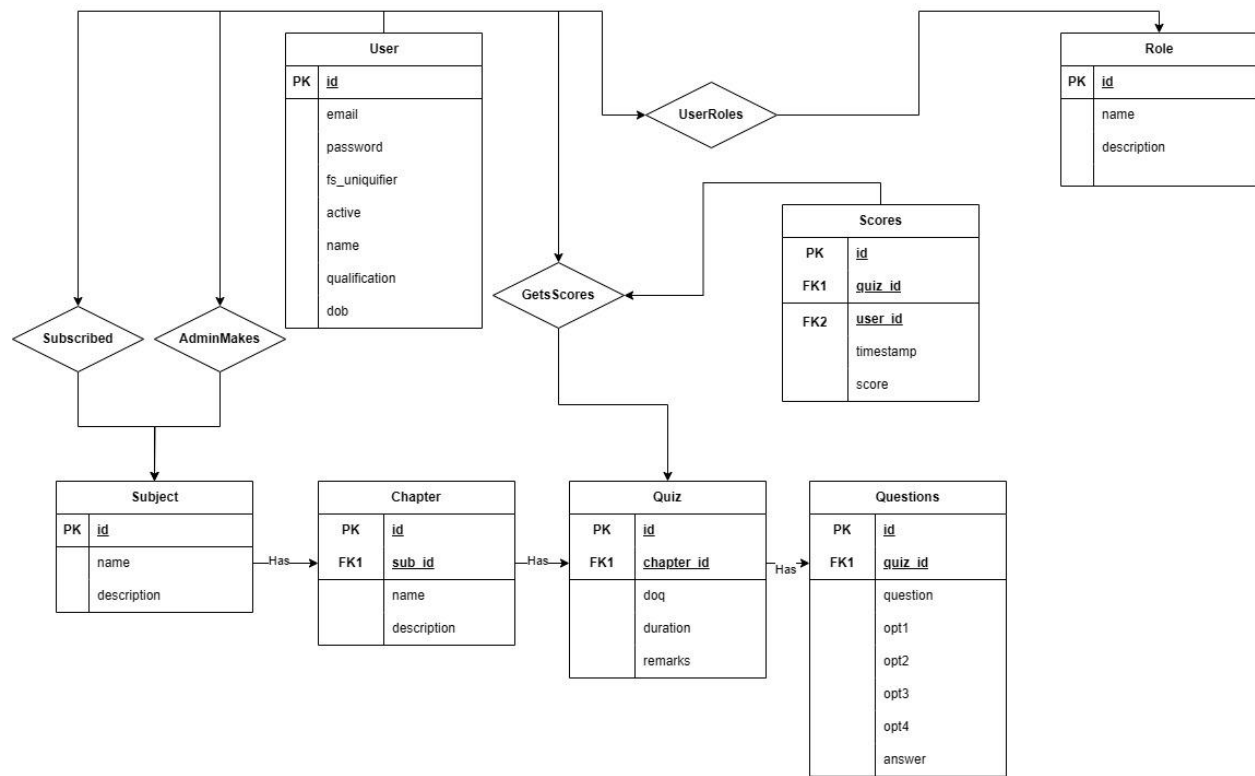 User
PK id
email
password
fs_uniquifier
active
name
qualification
dob
Role
PK id
name
description
UserRoles
Scores
PK id
FK1 quiz_id
FK2 user_id
timestamp
score
GetsScores
Subscribed
AdminMakes
Subject
PK id
name
description
Has
Chapter
PK id
FK1 sub_id
name
description
Has
Quiz
PK id
FK1 chapter_id
doq
duration
remarks
Has
Questions
PK id
FK1 quiz_id
question
opt1
opt2
opt3
opt4
answer